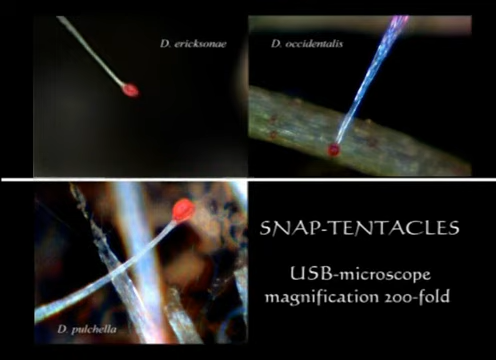 D. ericksonae
D. occidentalis
D. pulchella
SNAP-TENTACLES
USB-microscope
magnification 200-fold